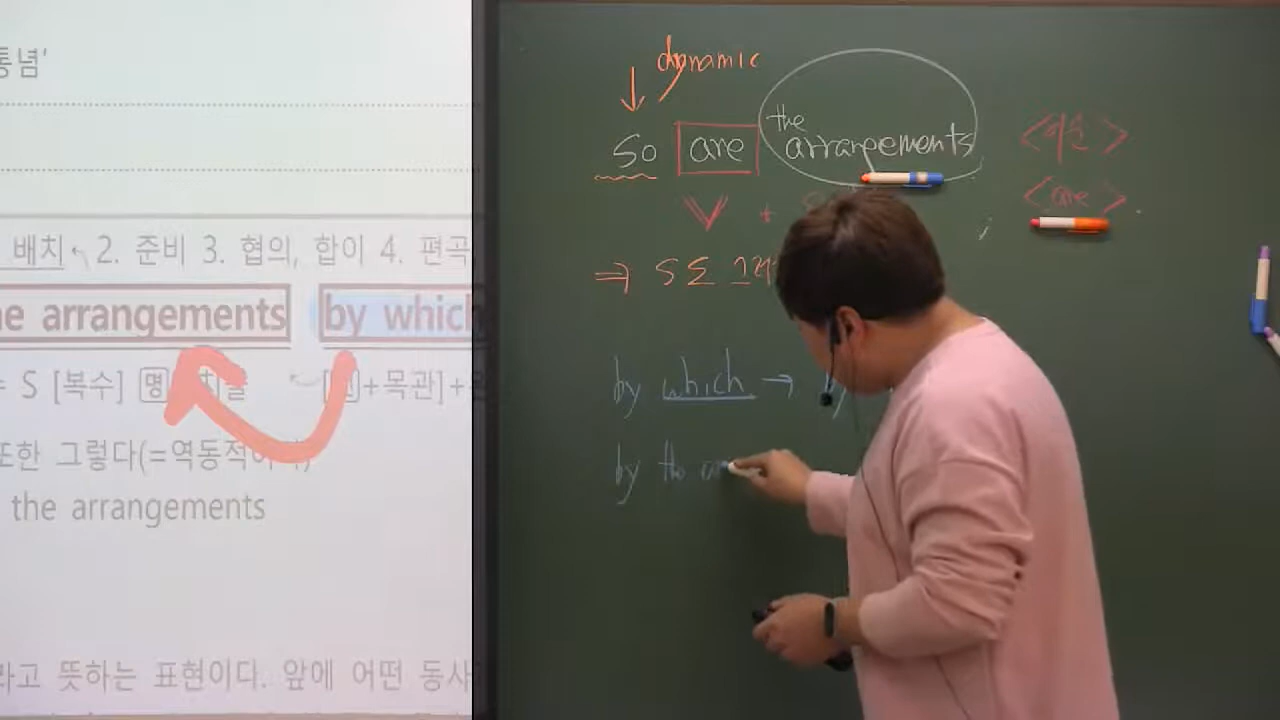 통념'
배치 2. 준비 3. 협의, 합이 4. 편곡
he arrangements by which
= S [복수] 명 +목관]+
또한 그렇다(=역동적이다)
the arrangements
라고 뜻하는 표현이다. 앞에 어떤 동사
dynamic
So are the arrangements
V +
⇒ S도 그
by which → by
by the
<are>